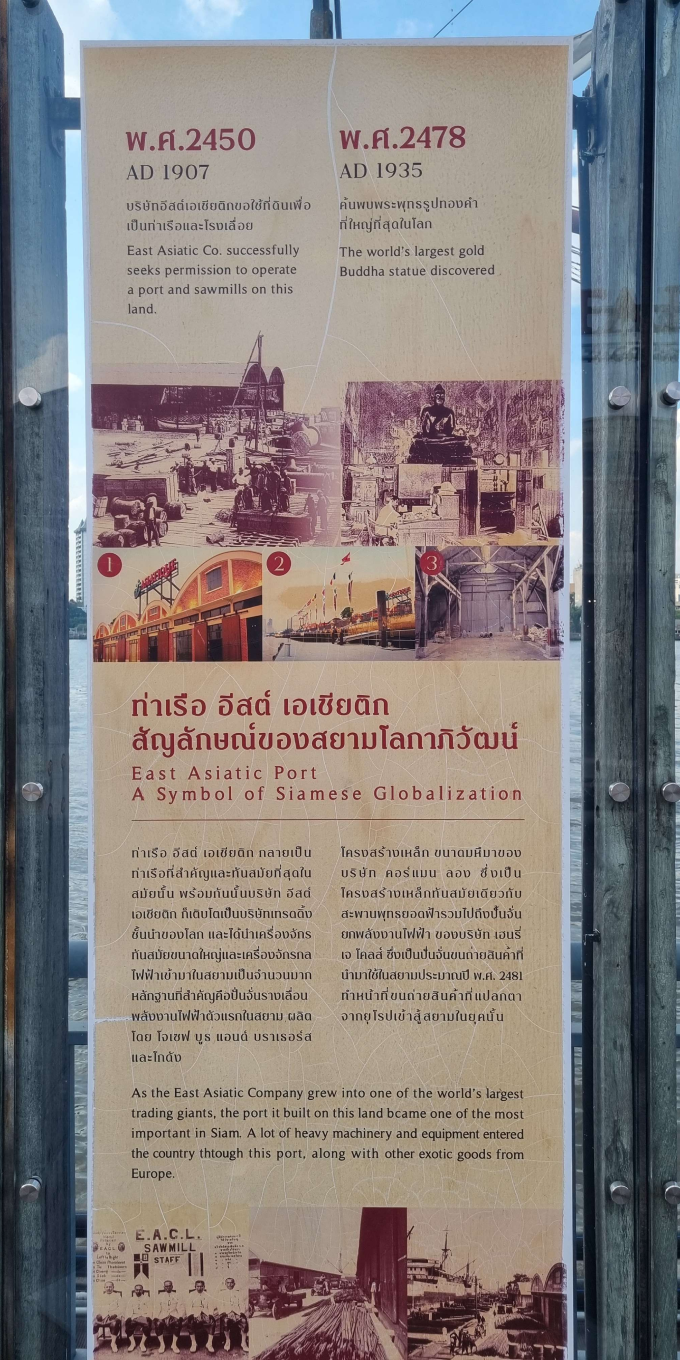 พ.ศ.2450
AD 1907
บริษัทอีสต์เอเชียติกขอใช้ที่ดินเพื่อ
เป็นท่าเรือและโรงเลื่อย
East Asiatic Co. successfully
seeks permission to operate
a port and sawmills on this
land.
พ.ศ.2478
AD 1935
ค้นพบพระพุทธรูปทองคำ
ที่ใหญ่ที่สุดในโลก
The world's largest gold
Buddha statue discovered
1
2
3
ท่าเรือ อีสต์ เอเชียติก
สัญลักษณ์ของสยามโลกาภิวัฒน์
East Asiatic Port
A Symbol of Siamese Globalization
ท่าเรือ อีสต์ เอเชียติก กลายเป็น
ท่าเรือที่สำคัญและทันสมัยที่สุดใน
สมัยนั้น พร้อมกันนั้นบริษัท อีสต์
เอเชียติก ก็เติบโตเป็นบริษัทเทรดดิ้ง
ชั้นนำของโลก และได้นำเครื่องจักร
ทันสมัยขนาดใหญ่และเครื่องจักรกล
ไฟฟ้าเข้ามาในสยามเป็นจำนวนมาก
หลักฐานที่สำคัญคือปั้นจั่นรางเลื่อน
พลังงานไฟฟ้าตัวแรกในสยาม ผลิต
โดย โจเซฟ บูธ แอนด์ บราเธอร์ส
และโกดัง
โครงสร้างเหล็ก ขนาดมหึมาของ
บริษัท คอร์แมน ลอง ซึ่งเป็น
โครงสร้างเหล็กทันสมัยเดียวกับ
สะพานพุทธยอดฟ้ารวมไปถึงปั้นจั่น
ยกพลังงานไฟฟ้า ของบริษัท เฮนรี่
เจ โคลส์ ซึ่งเป็นปั่นจั่นขนถ่ายสินค้าที่
นำมาใช้ในสยามประมาณปี พ.ศ. 2481
ทำหน้าที่ขนถ่ายสินค้าที่แปลกตา
จากยุโรปเข้าสู่สยามในยุคนั้น
As the East Asiatic Company grew into one of the world's largest
trading giants, the port it built on this land bcame one of the most
important in Siam. A lot of heavy machinery and equipment entered
the country thtough this port, along with other exotic goods from
Europe.
E.A.C.L.
SAWMILL
STAFF